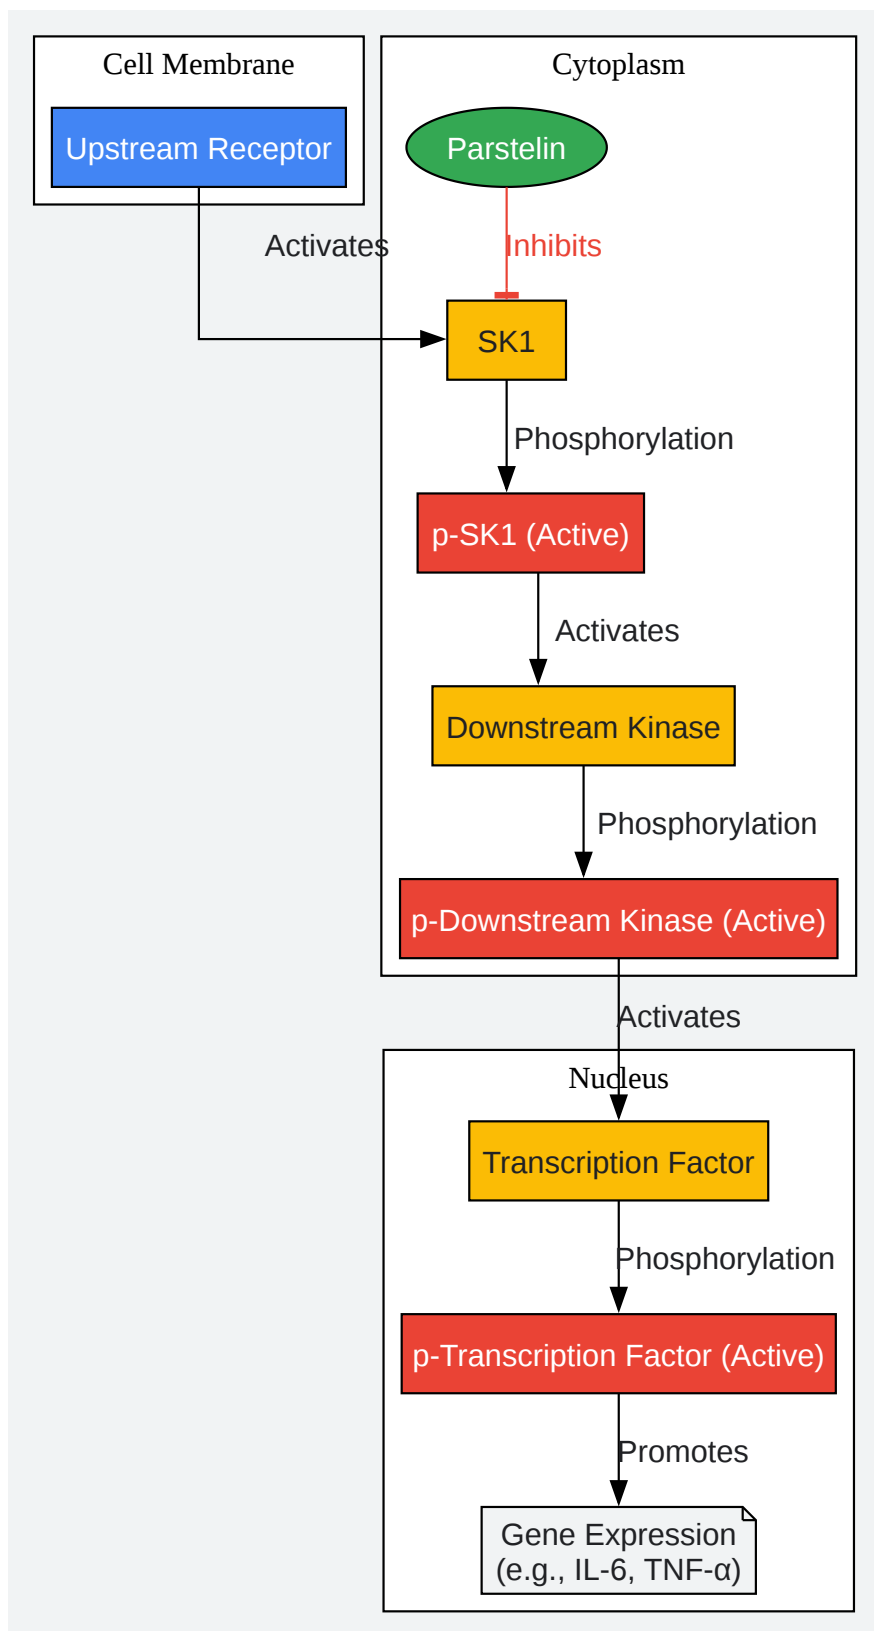 Cell Membrane
Cytoplasm
Upstream Receptor
Parstelin
Activates
Inhibits
SK1
Phosphorylation
p-SK1 (Active)
Activates
Downstream Kinase
Phosphorylation
p-Downstream Kinase (Active)
Activates
Nucleus
Transcription Factor
Phosphorylation
p-Transcription Factor (Active)
Promotes
Gene Expression
(e.g., IL-6, TNF-α)